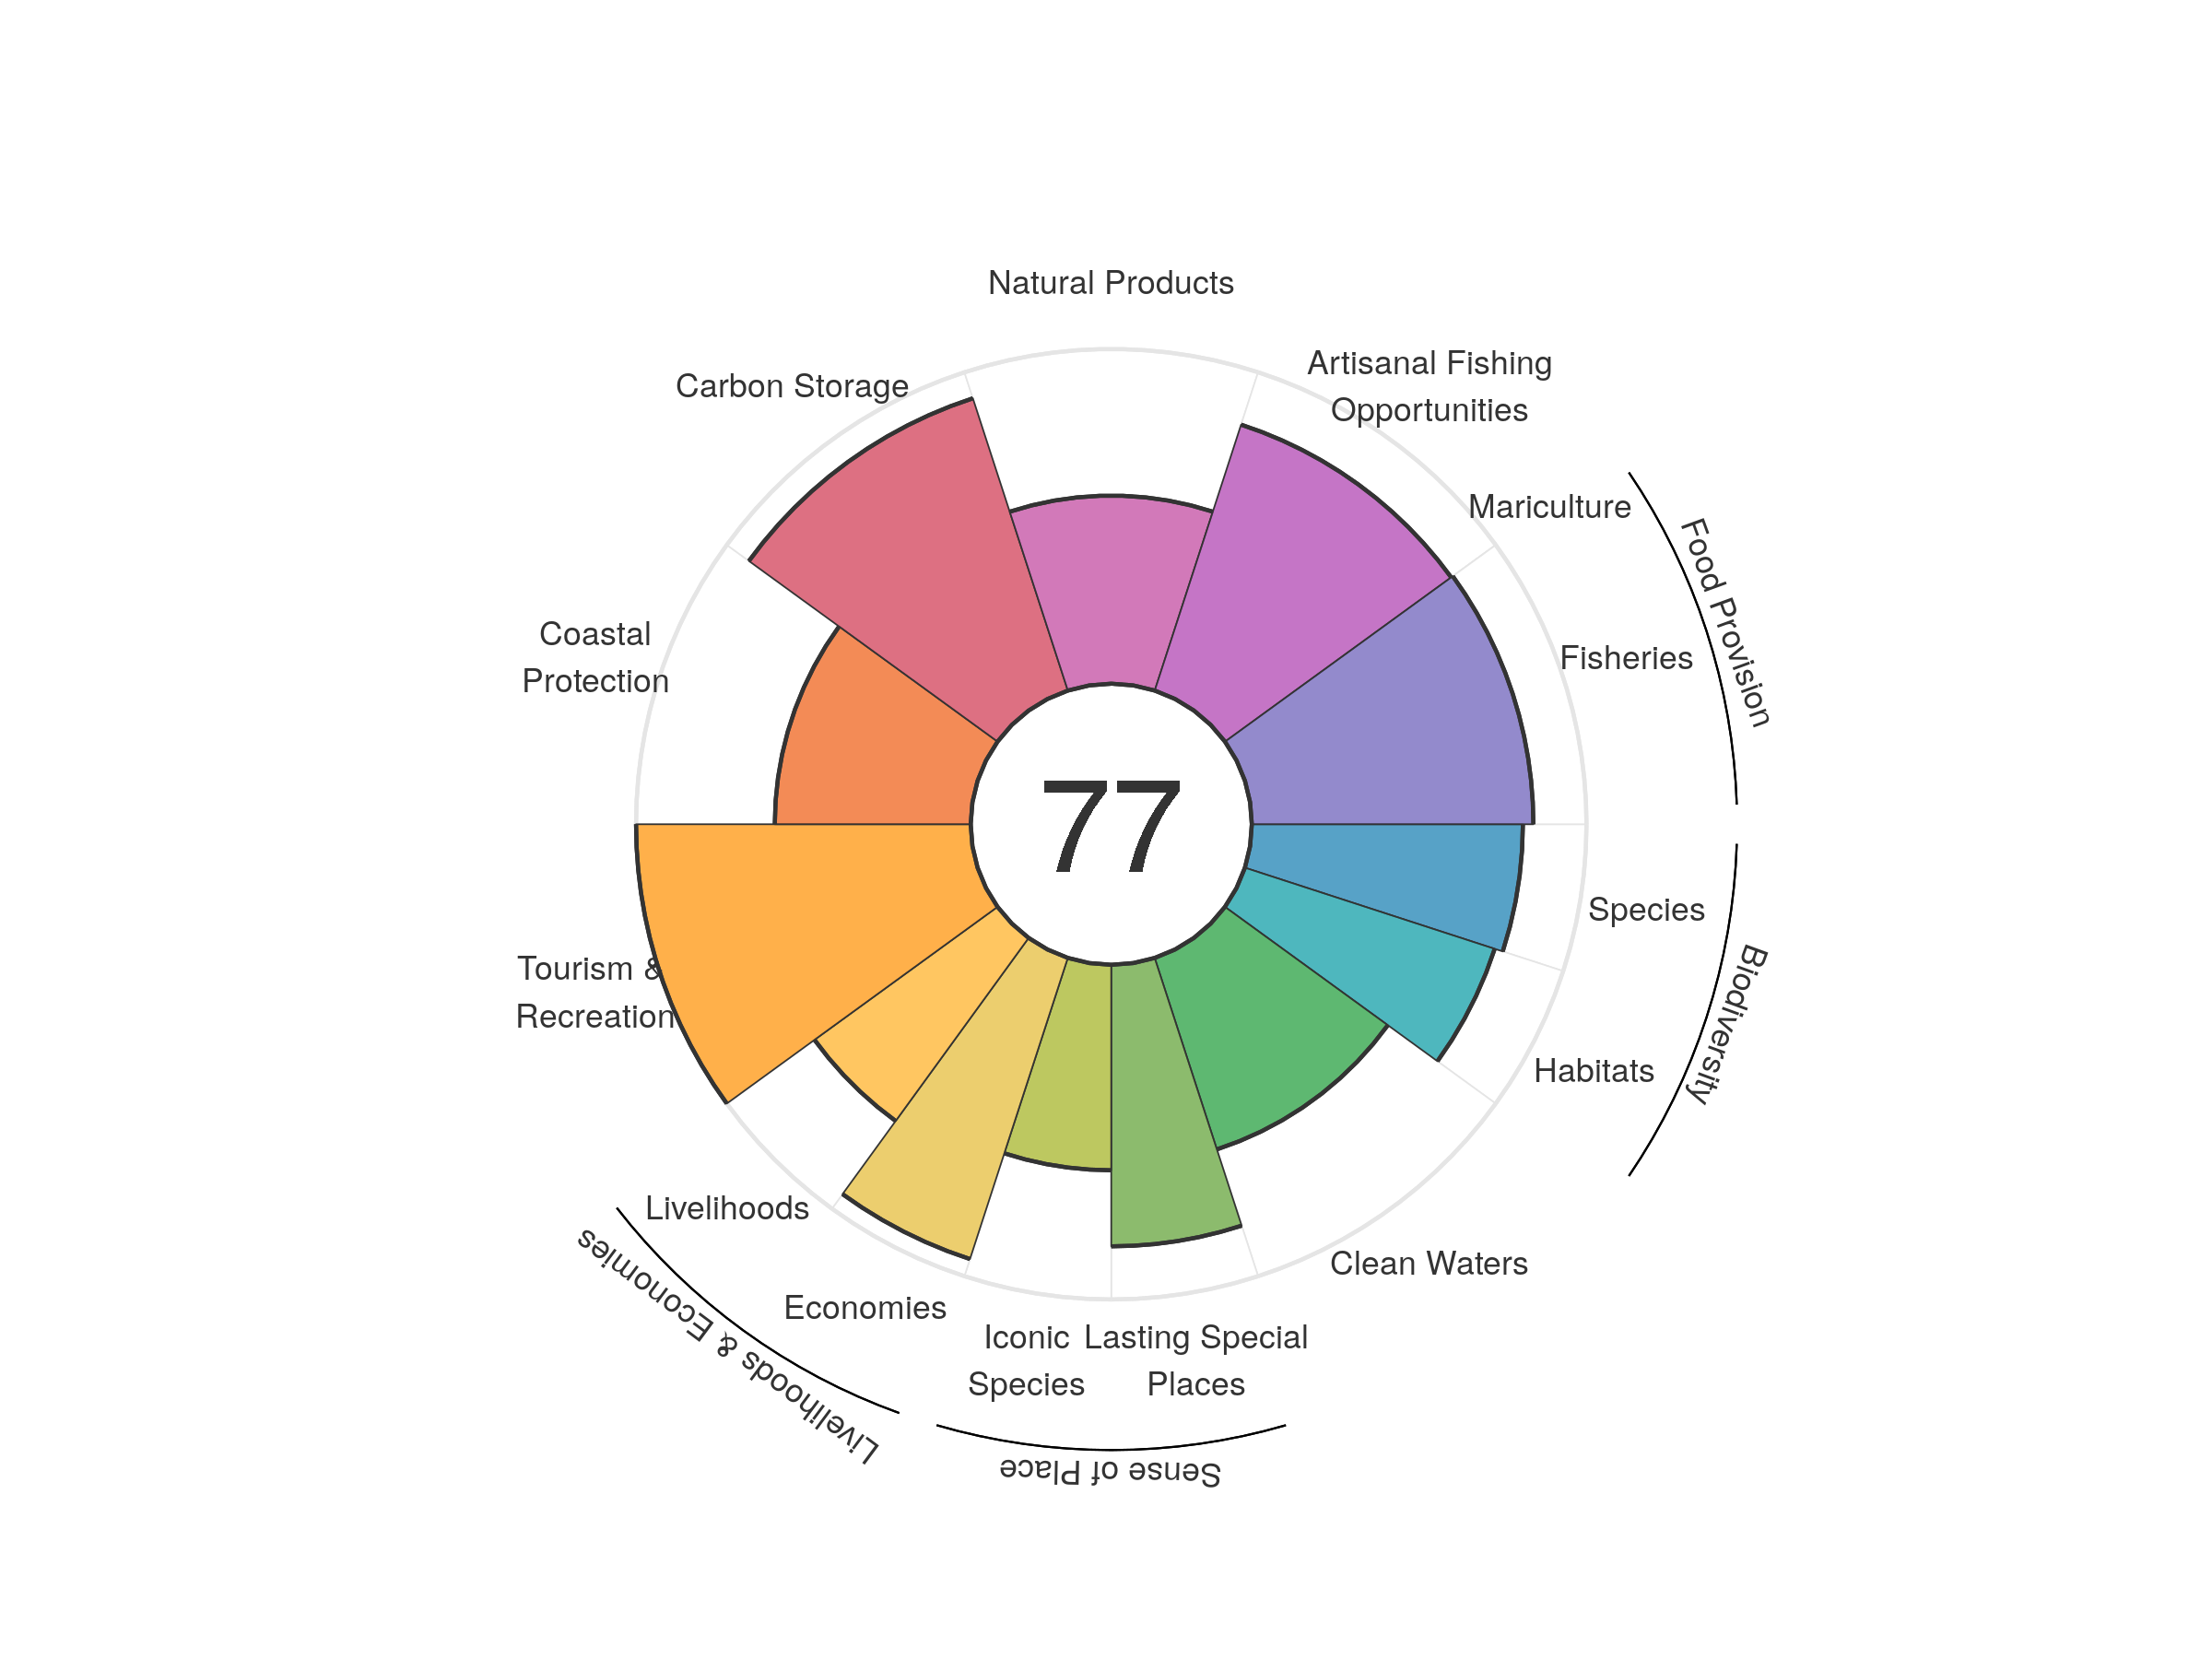 Natural Products
Artisanal Fishing
Opportunities
Carbon Storage
Mariculture
Food Provision
Coastal
Protection
Fisheries
77
Species
Tourism &
Recreation
Biodiversity
Habitats
Livelihoods
Clean Waters
Economies
Livelihoods & Economies
Iconic
Species
Lasting Special
Places
Sense of Place